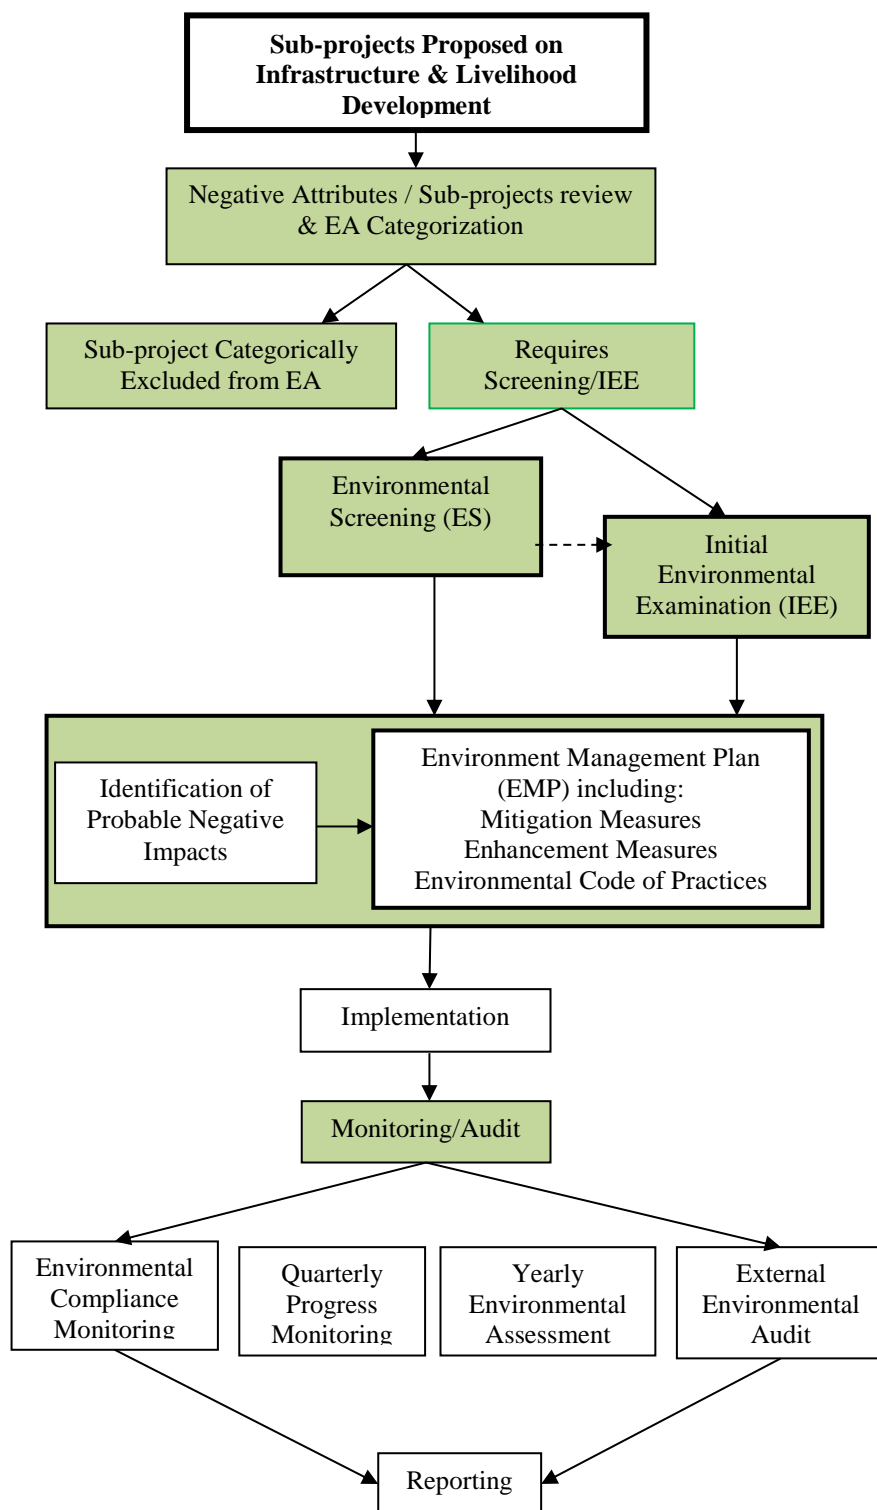 Sub-projects Proposed on
Infrastructure & Livelihood
Development
Negative Attributes / Sub-projects review
& EA Categorization
Sub-project Categorically
Excluded from EA
Requires
Screening/IEE
Environmental
Screening (ES)
Initial
Environmental
Examination (IEE)
Identification of
Probable Negative
Impacts
Environment Management Plan
(EMP) including:
Mitigation Measures
Enhancement Measures
Environmental Code of Practices
Implementation
Monitoring/Audit
Environmental
Compliance
Monitoring
Quarterly
Progress
Monitoring
Yearly
Environmental
Assessment
External
Environmental
Audit
Reporting